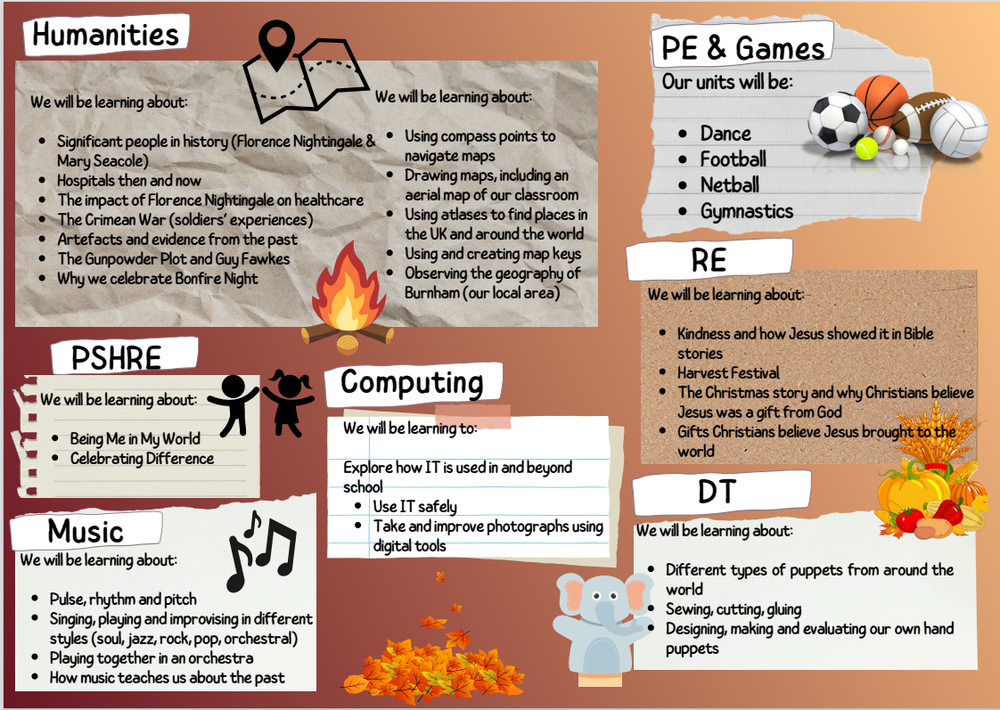 Humanities
We will be learning about:
Significant people in history (Florence Nightingale &
Mary Seacole)
Hospitals then and now
The impact of Florence Nightingale on healthcare
The Crimean War (soldiers' experiences)
Artefacts and evidence from the past
The Gunpowder Plot and Guy Fawkes
Why we celebrate Bonfire Night
We will be learning about:
Using compass points to
navigate maps
Drawing maps, including an
aerial map of our classroom
Using atlases to find places in
the UK and around the world
Using and creating map keys
Observing the geography of
Burnham (our local area)
PE & Games
Our units will be:
Dance
Football
Netball
Gymnastics
RE
We will be learning about:
Kindness and how Jesus showed it in Bible
stories
Harvest Festival
The Christmas story and why Christians believe
Jesus was a gift from God
Gifts Christians believe Jesus brought to the
world
PSHRE
We will be learning about:
Being Me in My World
Celebrating Difference
Computing
We will be learning to:
Explore how IT is used in and beyond
school
Use IT safely
Take and improve photographs using
digital tools
Music
We will be learning about:
Pulse, rhythm and pitch
Singing, playing and improvising in different
styles (soul, jazz, rock, pop, orchestral)
Playing together in an orchestra
How music teaches us about the past
DT
We will be learning about:
Different types of puppets from around the
world
Sewing, cutting, gluing
Designing, making and evaluating our own hand
puppets